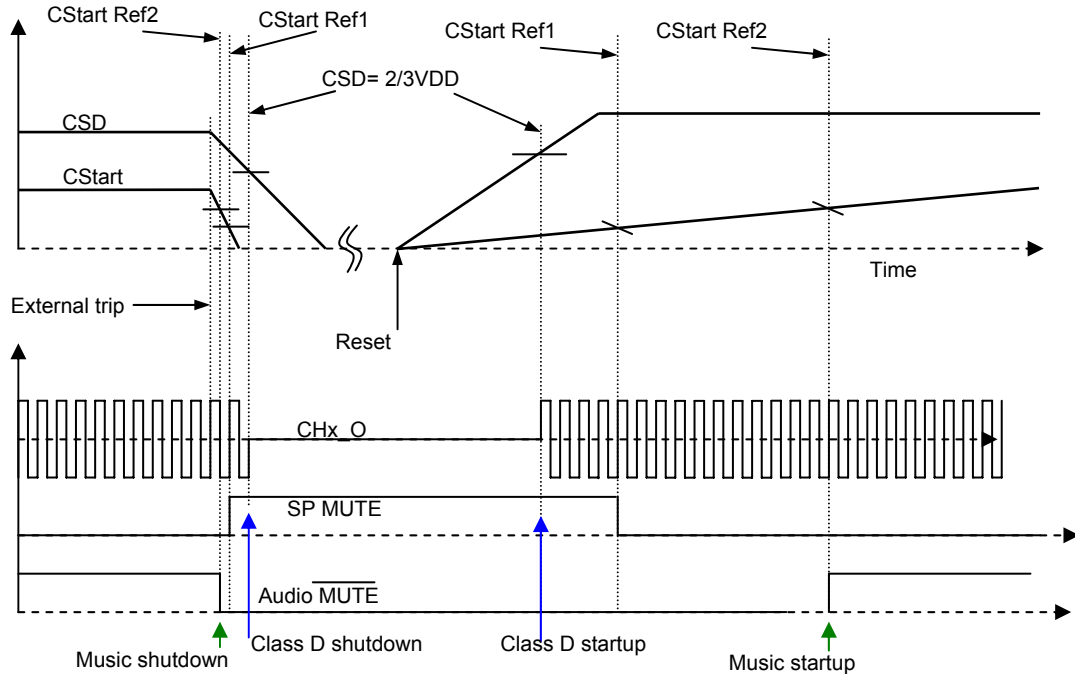 CStart Ref2
CStart Ref1
CStart Ref1
CStart Ref2
CSD= 2/3VDD
CSD
CStart
Time
External trip
Reset
CHx_O
SP MUTE
Audio MUTE
Class D shutdown
Class D startup
Music shutdown
Music startup